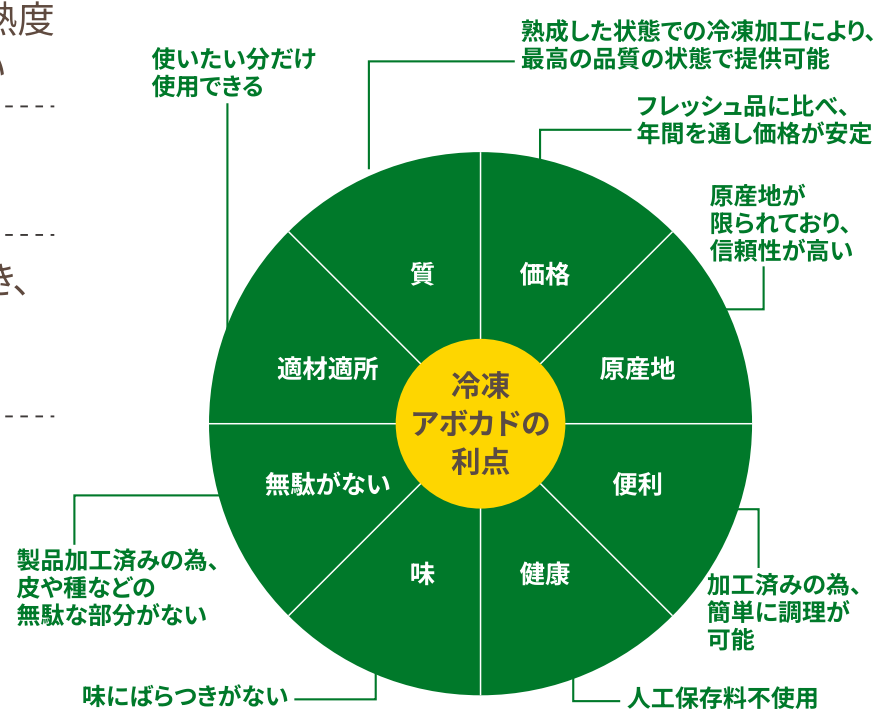 熟度
い
き、
使いたい分だけ
使用できる
熟成した状態での冷凍加工により、
最高の品質の状態で提供可能
フレッシュ品に比べ、
年間を通し価格が安定
原産地が
限られており、
信頼性が高い
質
価格
適材適所
原産地
冷凍
アボカドの
利点
無駄がない
便利
味
健康
製品加工済みの為、
皮や種などの
無駄な部分がない
加工済みの為、
簡単に調理が
可能
味にばらつきがない
人工保存料不使用